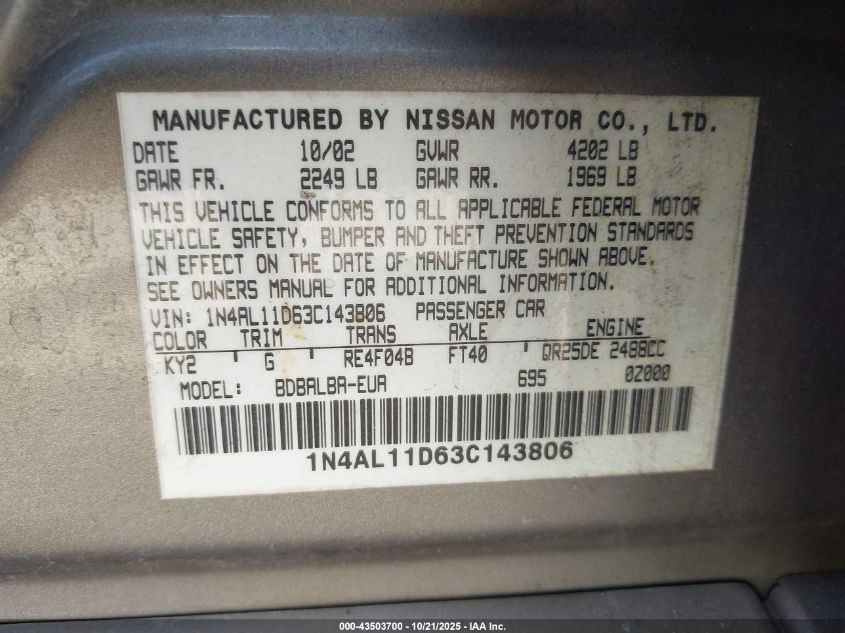 MANUFACTURED BY NISSAN MOTOR CO., LTD.
DATE 10/02 GVWR 4202 LB
GAWR FR. 2249 LB GAWR RR. 1969 LB
THIS VEHICLE CONFORMS TO ALL APPLICABLE FEDERAL MOTOR
VEHICLE SAFETY, BUMPER AND THEFT PREVENTION STANDARDS
IN EFFECT ON THE DATE OF MANUFACTURE SHOWN ABOVE.
SEE OWNERS MANUAL FOR ADDITIONAL INFORMATION.
VIN: 1N4AL11D63C143806 PASSENGER CAR
COLOR TRIM TRANS AXLE ENGINE
KY2 ' G ' RE4F04B FT40 ' QR25DE 2488CC
MODEL: BDBALBA-EUA 695 0Z000
1N4AL11D63C143806
000-43503700 - 10/21/2025 - IAA Inc.